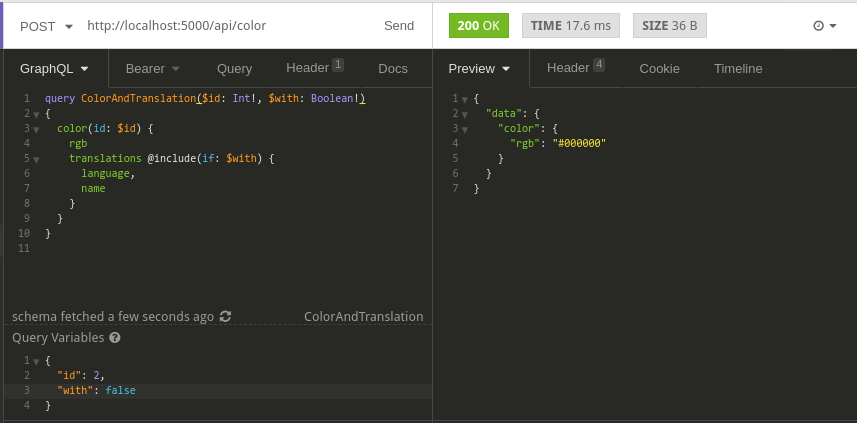 POST http://localhost:5000/api/color Send 200 OK TIME 17.6 ms SIZE 36 B
GraphQL Bearer Query Header 1 Docs
1 query ColorAndTranslation($id: Int!, $with: Boolean!)
2 {
3 color(id: $id) {
4 rgb
5 translations @include(if: $with) {
6 language,
7 name
8 }
9 }
10 }
11
schema fetched a few seconds ago ColorAndTranslation
Query Variables ?
1 {
2 "id": 2,
3 "with": false
4 }
Preview Header 4 Cookie Timeline
1 {
2 "data": {
3 "color": {
4 "rgb": "#000000"
5 }
6 }
7 }